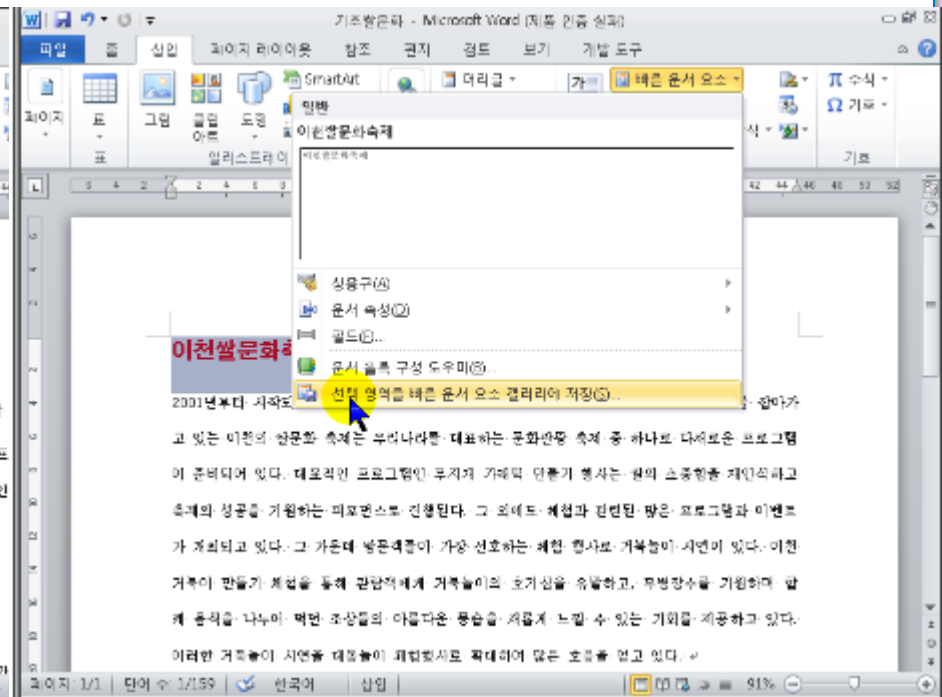 기초쌀문화 - Microsoft Word (제품 인증 실패)
파일 홈 삽입 페이지 레이아웃 참조 편지 검토 보기 개발 도구
SmartArt 머리글 가 빠른 문서 요소 π 수식
페이지 표 그림 클립 아트 도형 Ω 기호
표 일러스트레이 기호
일반
이천쌀문화축제
이천쌀문화축제
상용구(A)
문서 속성(D)
필드(F)...
문서 블록 구성 도우미(B)...
선택 영역을 빠른 문서 요소 갤러리에 저장(S)...
이천쌀문화축
2001년부터 시작도 잡아가
고 있는 이천의 쌀문화 축제는 우리나라를 대표하는 문화관광 축제 중 하나로 다채로운 프로그램
이 준비되어 있다. 대표적인 프로그램인 무지개 가래떡 만들기 행사는 쌀의 소중함을 재인식하고
축제의 성공을 기원하는 퍼포먼스로 진행된다. 그 외에도 체험과 관련된 많은 프로그램과 이벤트
가 개최되고 있다. 그 가운데 방문객들이 가장 선호하는 체험 행사로 거북놀이 시연이 있다. 이천
거북이 만들기 체험을 통해 관람객에게 거북놀이의 호기심을 유발하고, 무병장수를 기원하며 함
께 음식을 나누어 먹던 조상들의 아름다운 풍습을 새롭게 느낄 수 있는 기회를 제공하고 있다.
이러한 거북놀이 시연을 대동놀이 체험행사로 확대하여 많은 호응을 얻고 있다.
페이지: 1/1 단어 수: 1/159 한국어 삽입 91%